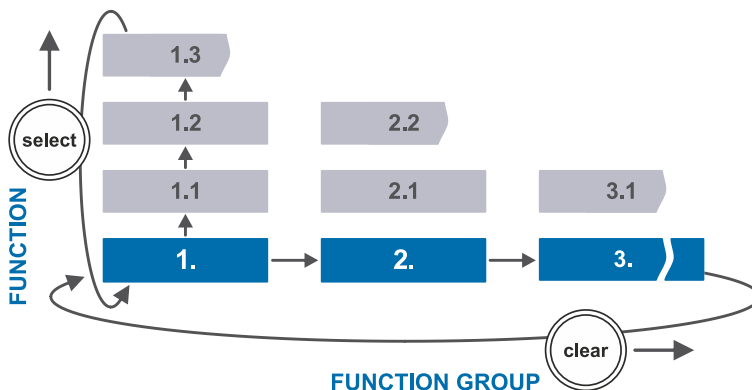 1.3
select
1.2
2.2
1.1
2.1
3.1
FUNCTION
1.
2.
3.
clear
FUNCTION GROUP